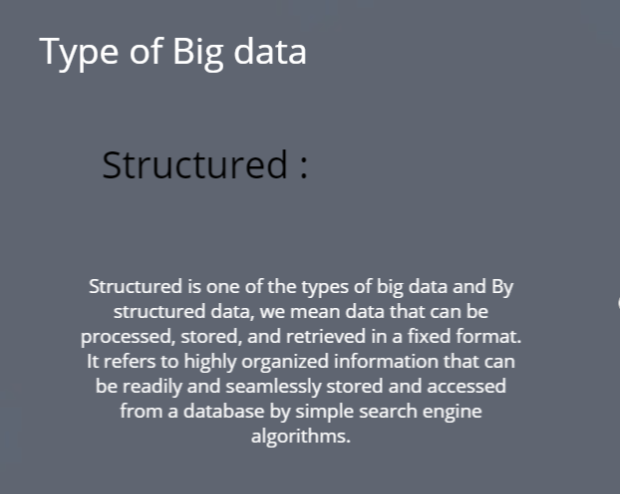 Type of Big data
Structured :
Structured is one of the types of big data and By
structured data, we mean data that can be
processed, stored, and retrieved in a fixed format.
It refers to highly organized information that can
be readily and seamlessly stored and accessed
from a database by simple search engine
algorithms.